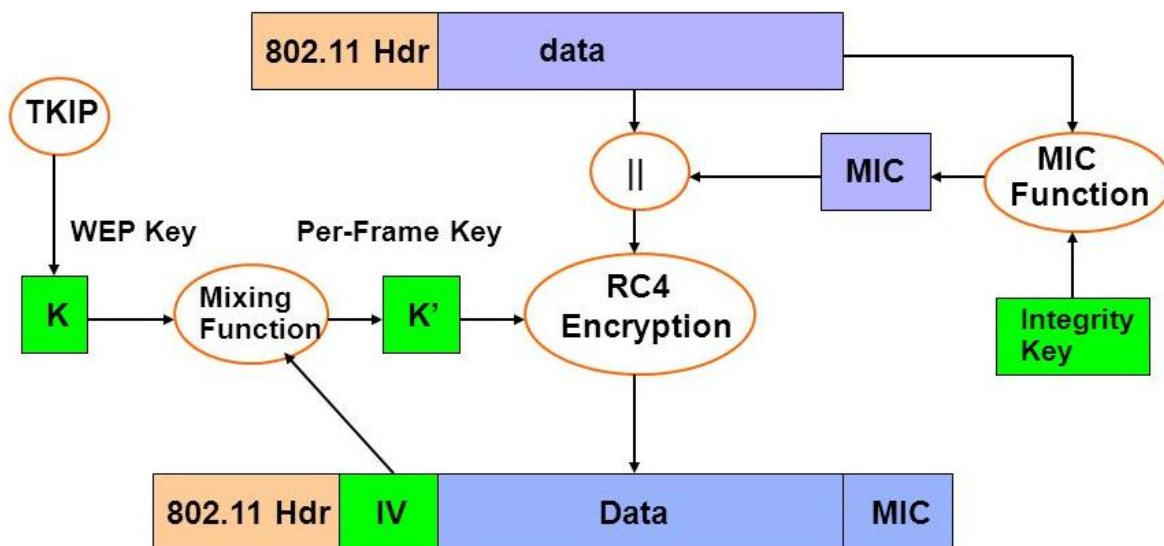 802.11 Hdr
data
TKIP
||
MIC
MIC
Function
WEP Key
Per-Frame Key
K
Mixing
Function
K’
RC4
Encryption
Integrity
Key
802.11 Hdr
IV
Data
MIC